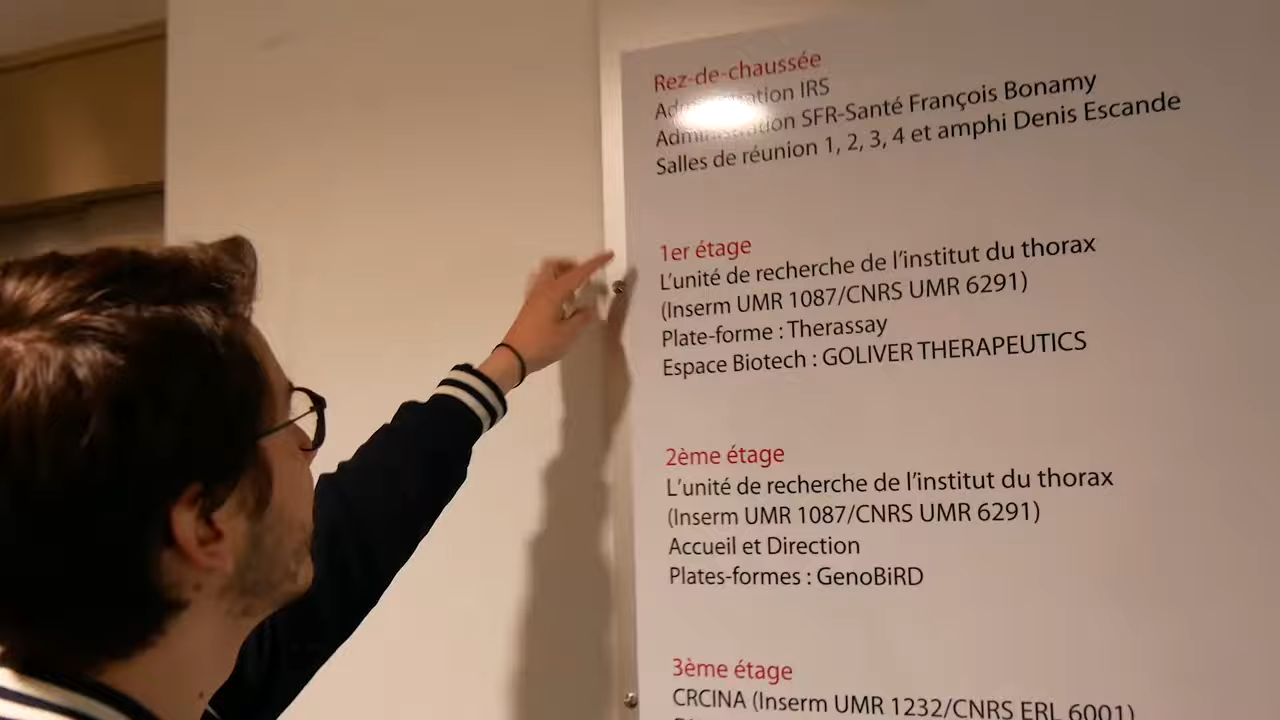 Rez-de-chaussée
Administration IRS
Administration SFR-Santé François Bonamy
Salles de réunion 1, 2, 3, 4 et amphi Denis Escande
1er étage
L'unité de recherche de l'institut du thorax
(Inserm UMR 1087/CNRS UMR 6291)
Plate-forme : Therassay
Espace Biotech : GOLIVER THERAPEUTICS
2ème étage
L'unité de recherche de l'institut du thorax
(Inserm UMR 1087/CNRS UMR 6291)
Accueil et Direction
Plates-formes : GenoBiRD
3ème étage
CRCINA (Inserm UMR 1232/CNRS ERL 6001)